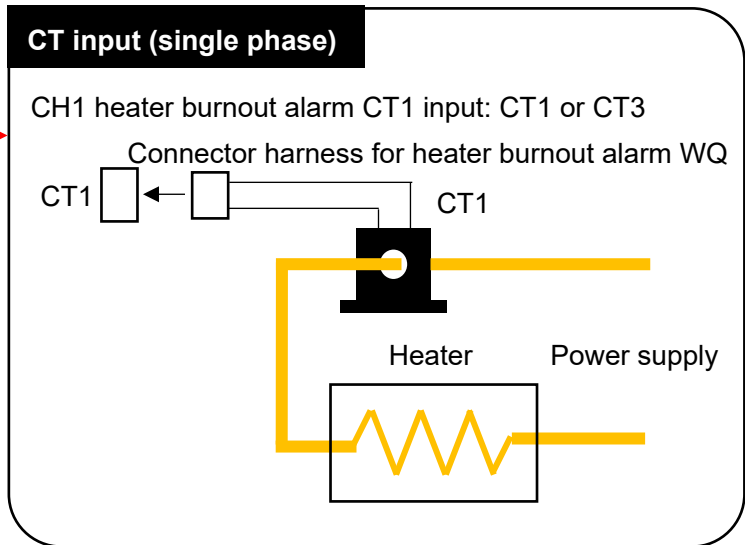 CT input (single phase)
CH1 heater burnout alarm CT1 input: CT1 or CT3
Connector harness for heater burnout alarm WQ
CT1
CT1
Heater
Power supply